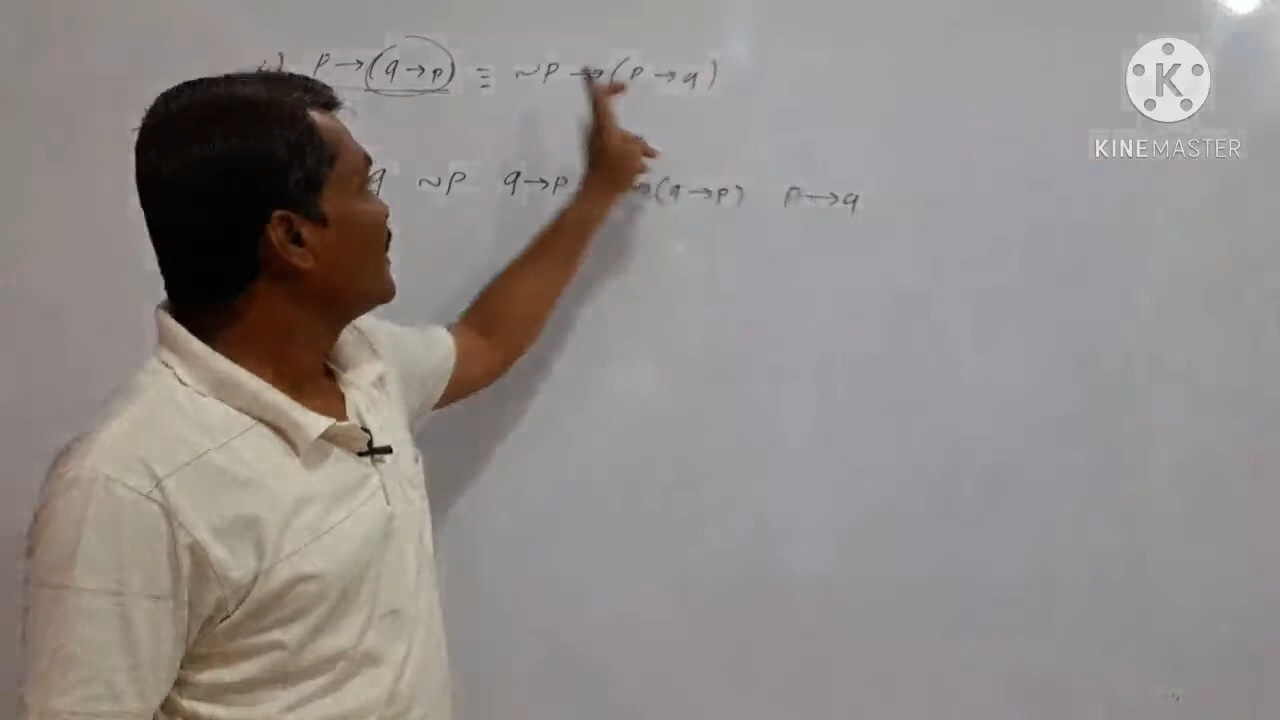 i) P → (q → p) ≡ ~P → (P → q)
q ~P q → P → (q → P) P → q
K
KINEMASTER